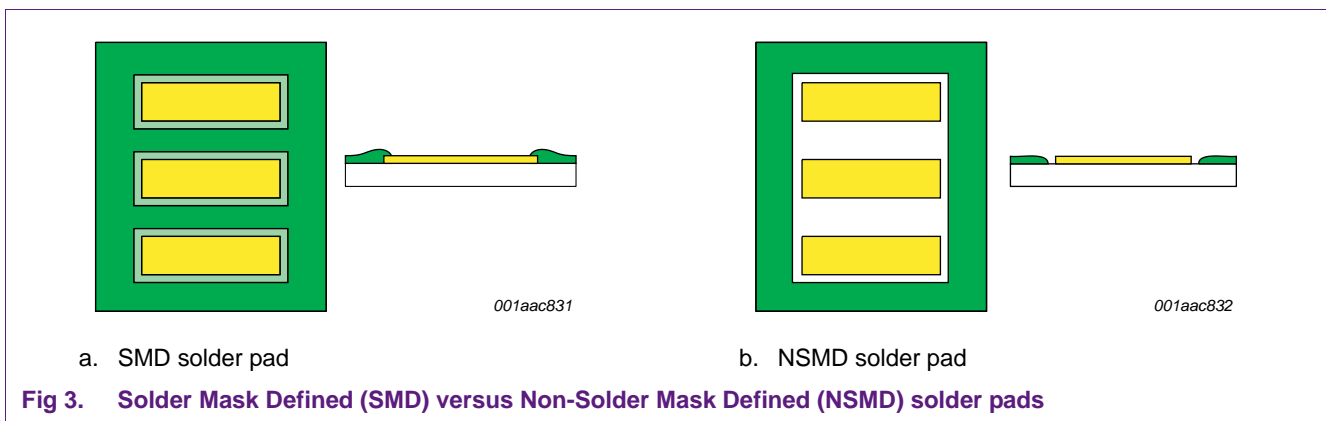 001aac831
001aac832
a. SMD solder pad
b. NSMD solder pad
Fig 3. Solder Mask Defined (SMD) versus Non-Solder Mask Defined (NSMD) solder pads